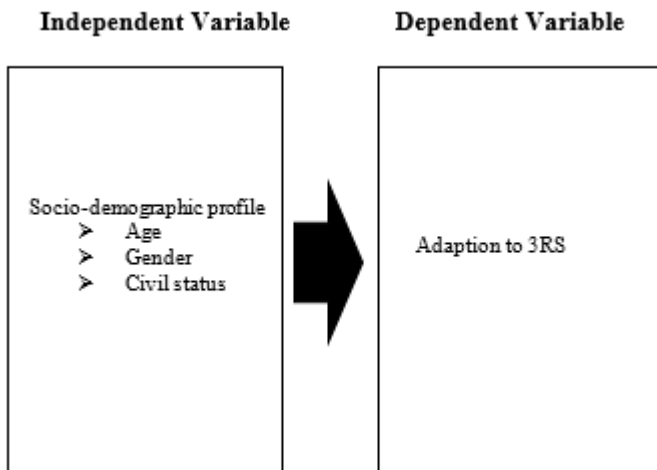 Independent Variable
Dependent Variable
Socio-demographic profile
➢ Age
➢ Gender
➢ Civil status
Adaption to 3RS